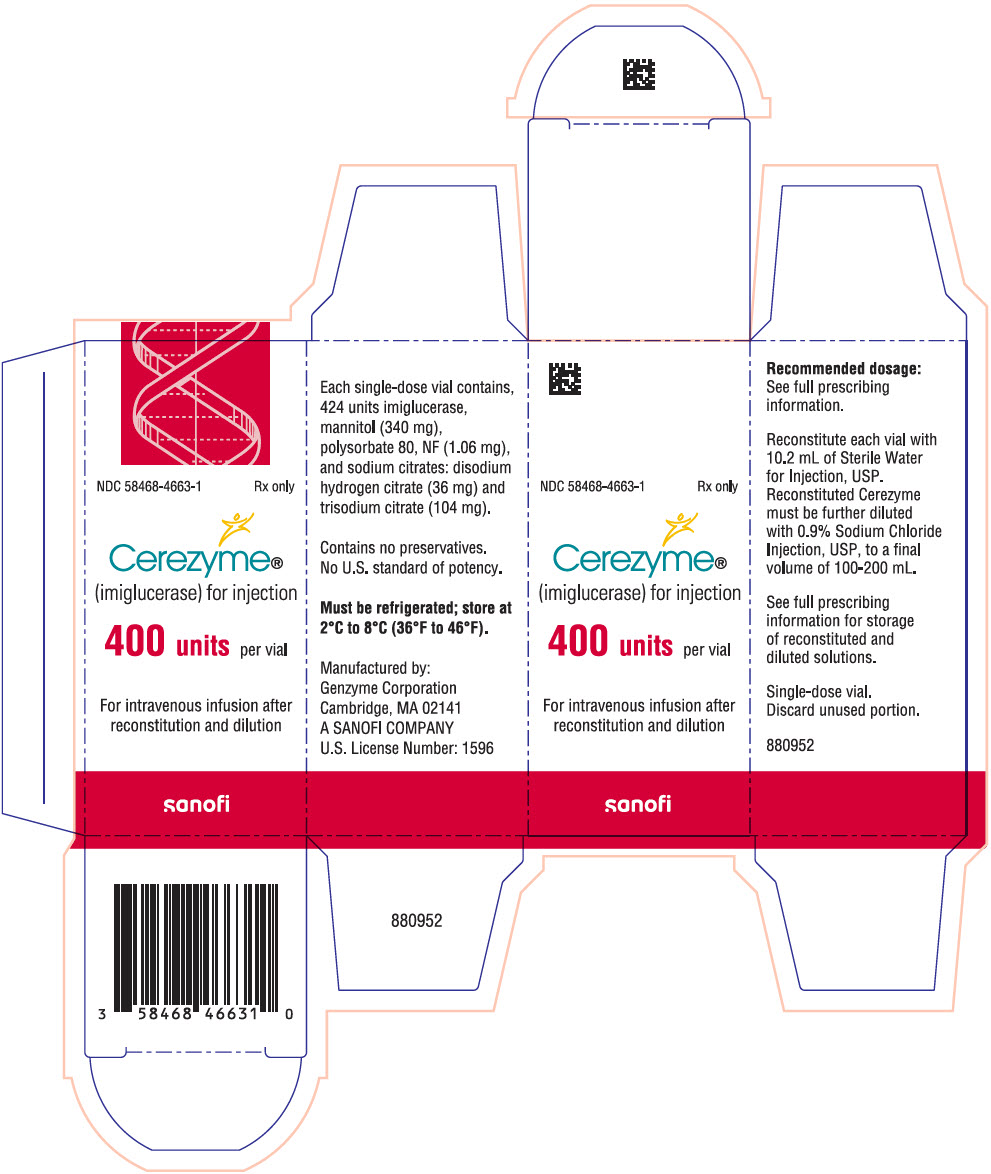 NDC 58468-4663-1 Rx only
Cerezyme®
(imiglucerase) for injection
400 units per vial
For intravenous infusion after
reconstitution and dilution
sanofi
3 58468 46631 0
Each single-dose vial contains,
424 units imiglucerase,
mannitol (340 mg),
polysorbate 80, NF (1.06 mg),
and sodium citrates: disodium
hydrogen citrate (36 mg) and
trisodium citrate (104 mg).
Contains no preservatives.
No U.S. standard of potency.
Must be refrigerated; store at
2°C to 8°C (36°F to 46°F).
Manufactured by:
Genzyme Corporation
Cambridge, MA 02141
A SANOFI COMPANY
U.S. License Number: 1596
880952
NDC 58468-4663-1 Rx only
Cerezyme®
(imiglucerase) for injection
400 units per vial
For intravenous infusion after
reconstitution and dilution
sanofi
Recommended dosage:
See full prescribing
information.
Reconstitute each vial with
10.2 mL of Sterile Water
for Injection, USP.
Reconstituted Cerezyme
must be further diluted
with 0.9% Sodium Chloride
Injection, USP, to a final
volume of 100-200 mL.
See full prescribing
information for storage
of reconstituted and
diluted solutions.
Single-dose vial.
Discard unused portion.
880952